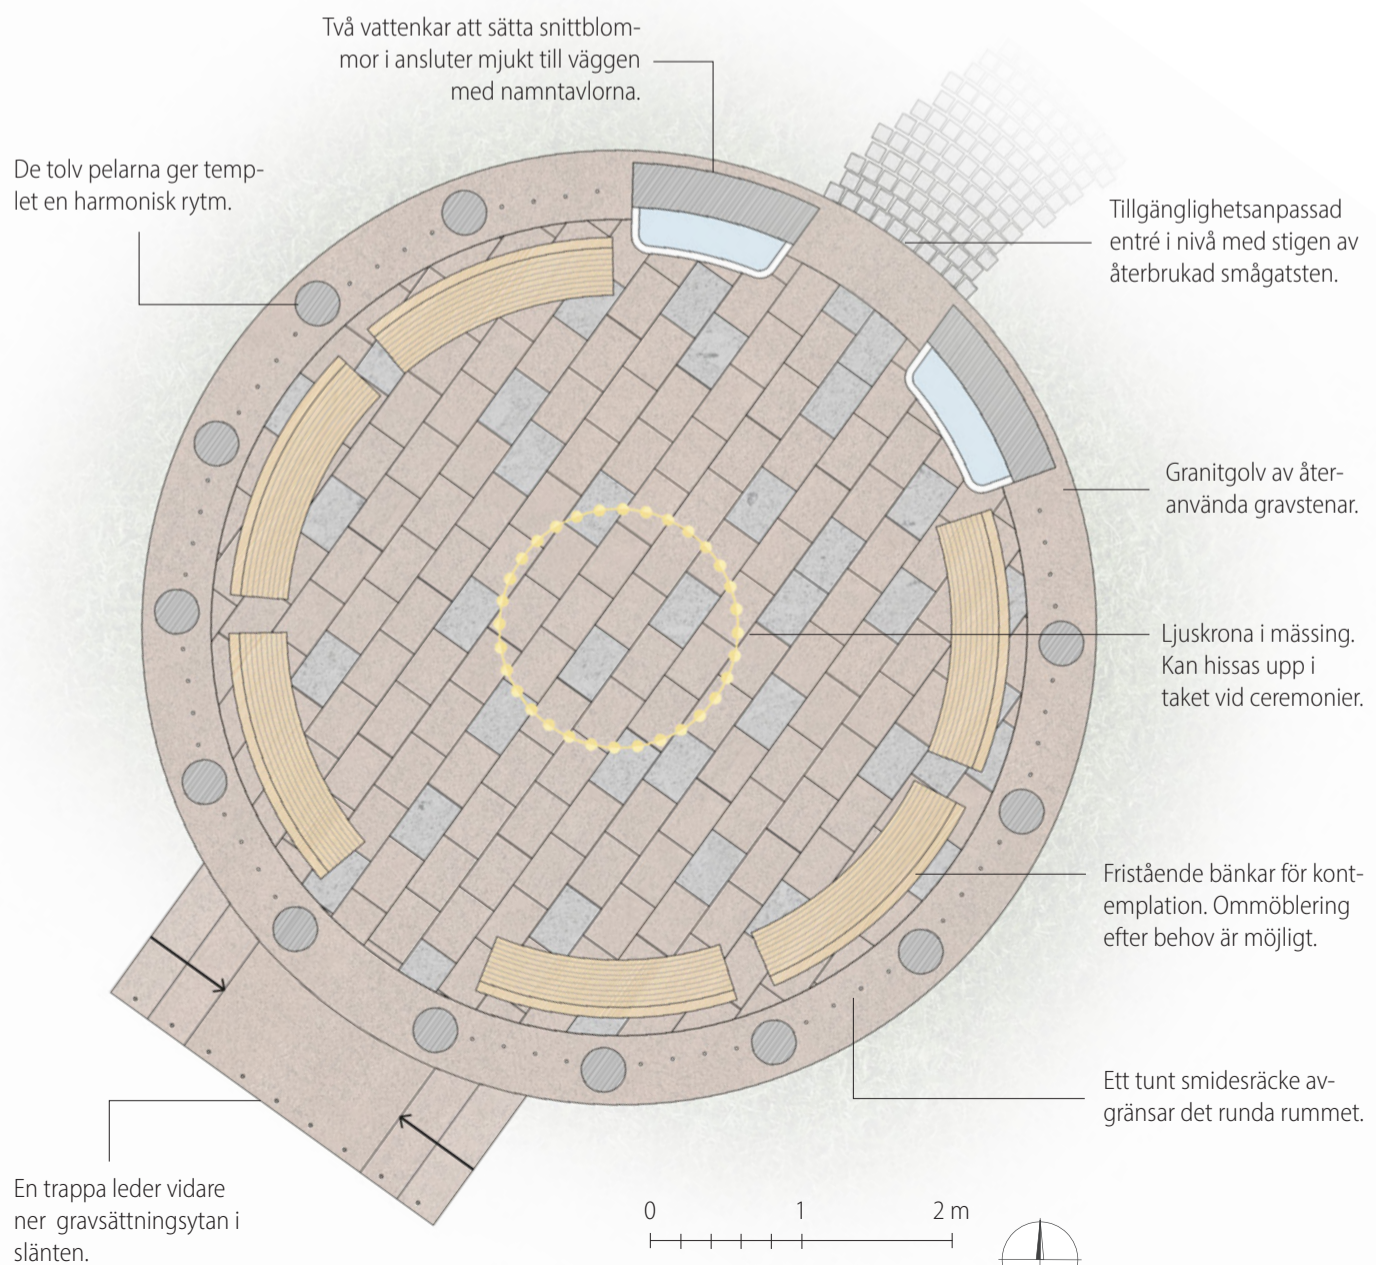 Två vattenkar att sätta snittblom-
mor i ansluter mjukt till väggen
med namntavlorna.
De tolv pelarna ger temp-
let en harmonisk rytm.
Tillgänglighetsanpassad
entré i nivå med stigen av
återbrukad smågatsten.
Granitgolv av åter-
använda gravstenar.
Ljuskrona i mässing.
Kan hissas upp i
taket vid ceremonier.
Fristående bänkar för kont-
emplation. Ommöblering
efter behov är möjligt.
Ett tunt smidesräcke av-
gränsar det runda rummet.
En trappa leder vidare
ner gravsättningsytan i
slänten.
0 1 2 m